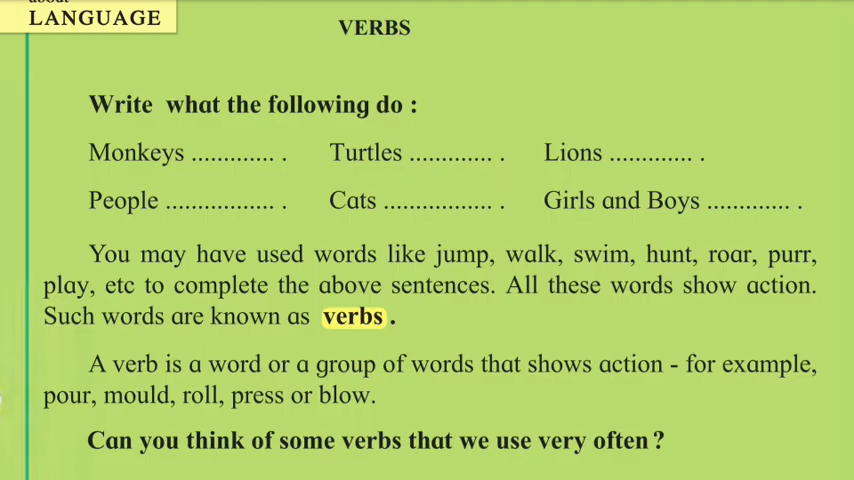 about
LANGUAGE
VERBS
Write what the following do :
Monkeys ............. . Turtles ............. . Lions ............. .
People ................. . Cats .................. . Girls and Boys ............. .
You may have used words like jump, walk, swim, hunt, roar, purr,
play, etc to complete the above sentences. All these words show action.
Such words are known as verbs .
A verb is a word or a group of words that shows action - for example,
pour, mould, roll, press or blow.
Can you think of some verbs that we use very often ?